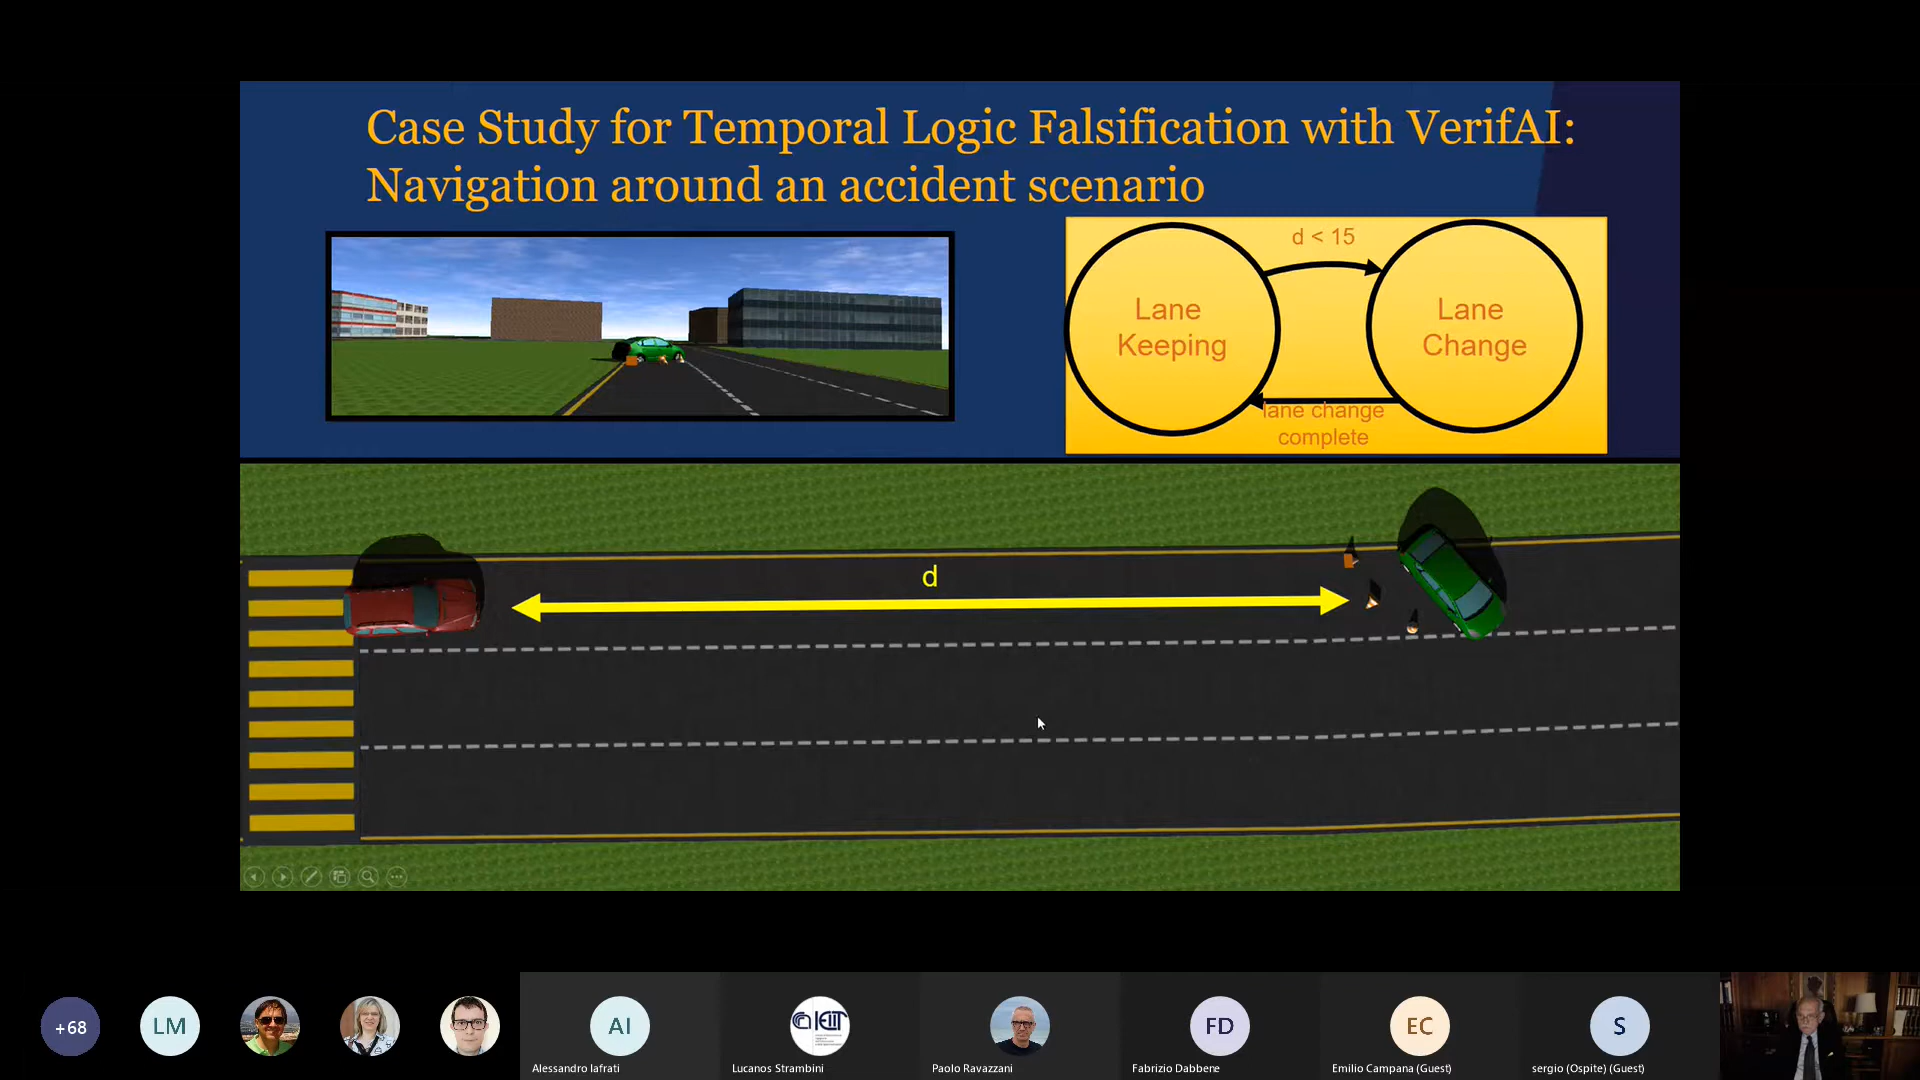 Case Study for Temporal Logic Falsification with VerifAI:
Navigation around an accident scenario
d < 15
Lane
Keeping
Lane
Change
lane change
complete
d
+68
LM
AI
FD
EC
S
Alessandro Iafrati
Lucanos Strambini
Paolo Ravazzani
Fabrizio Dabbene
Emilio Campana (Guest)
sergio (Ospite) (Guest)